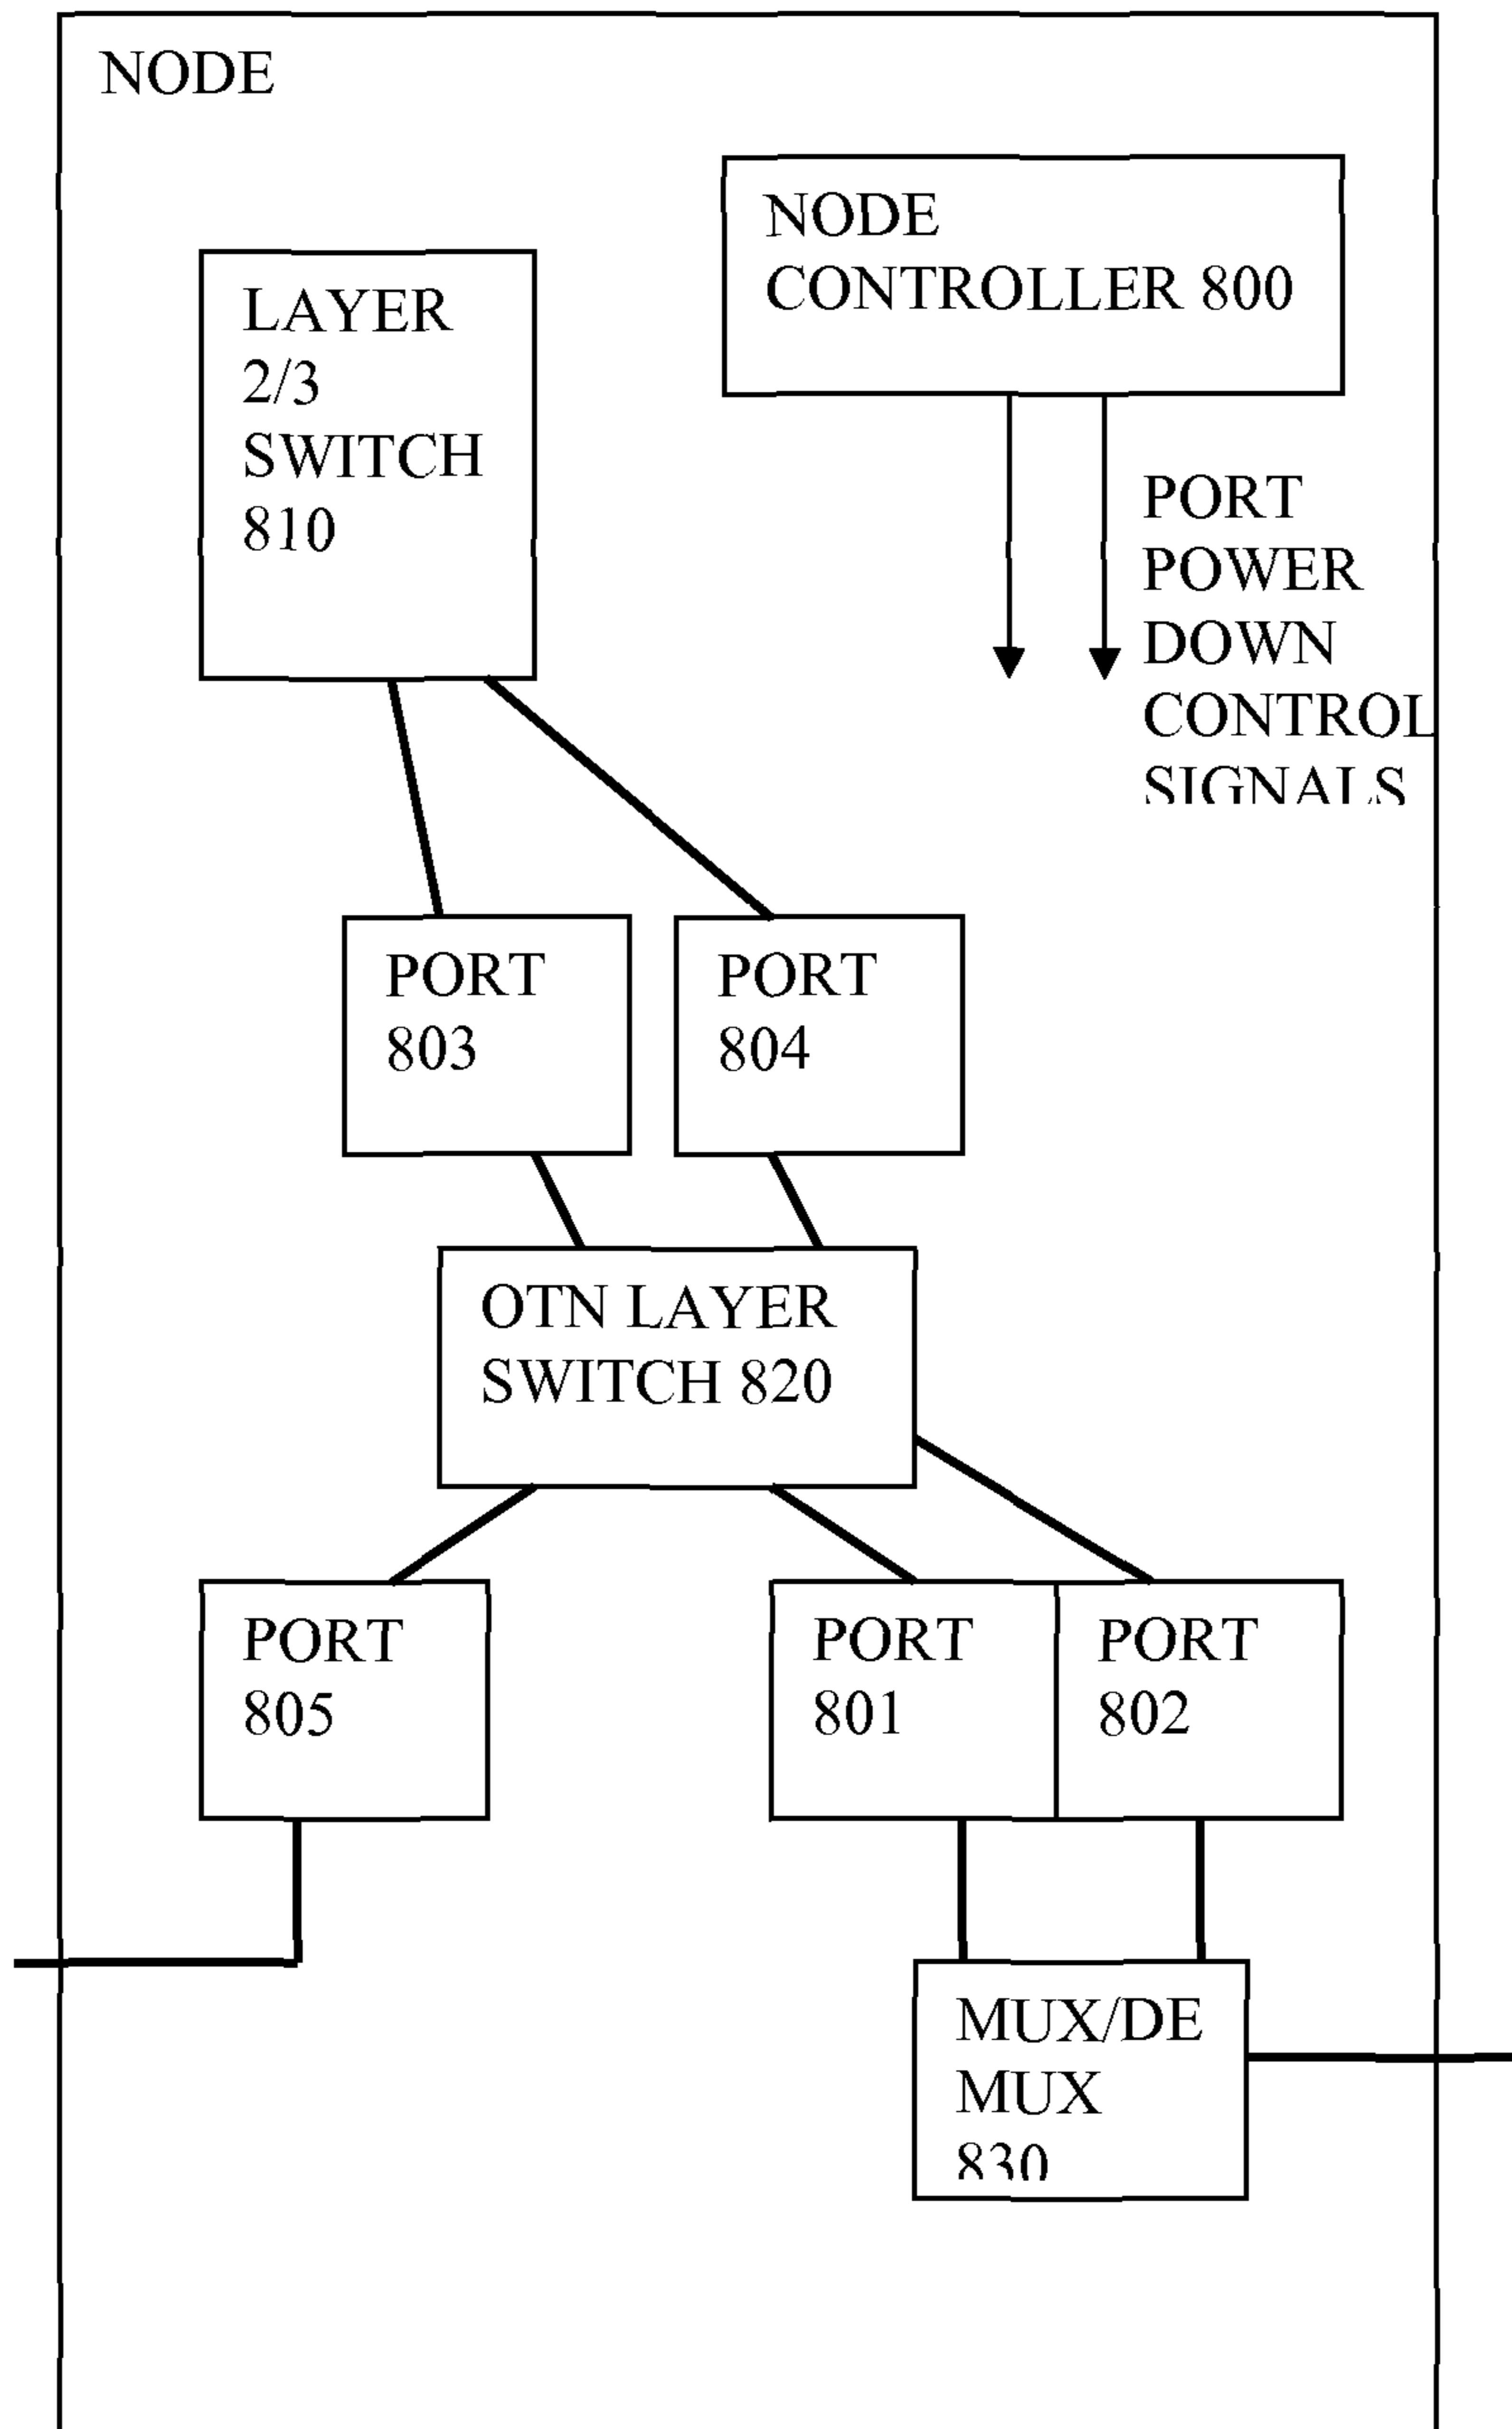 NODE
NODE
CONTROLLER 800
LAYER
2/3
SWITCH
810
PORT
POWER
DOWN
CONTROL
SIGNALS
PORT
803
PORT
804
OTN LAYER
SWITCH 820
PORT
805
PORT
801
PORT
802
MUX/DE
MUX
830